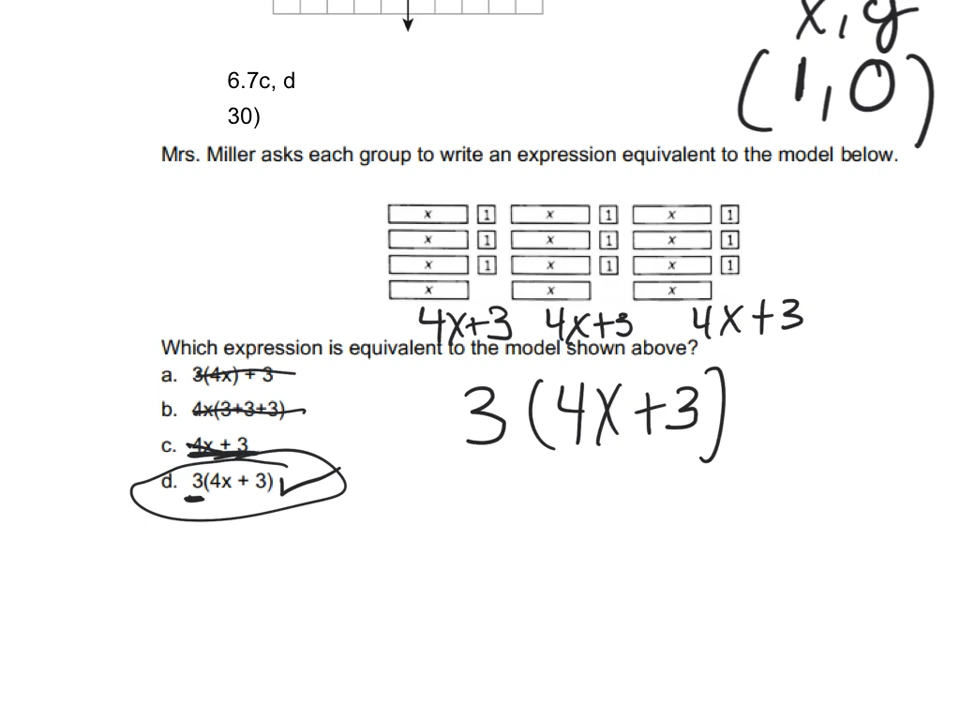 x, y
(1,0)
6.7c, d
30)
Mrs. Miller asks each group to write an expression equivalent to the model below.
x 1 x 1 x 1
x 1 x 1 x 1
x 1 x 1 x 1
x x x
4x+3 4x+3 4x+3
Which expression is equivalent to the model shown above?
a. 3(4x) + 3
b. 4x(3+3+3)
c. 4x + 3
d. 3(4x + 3)
3(4x+3)